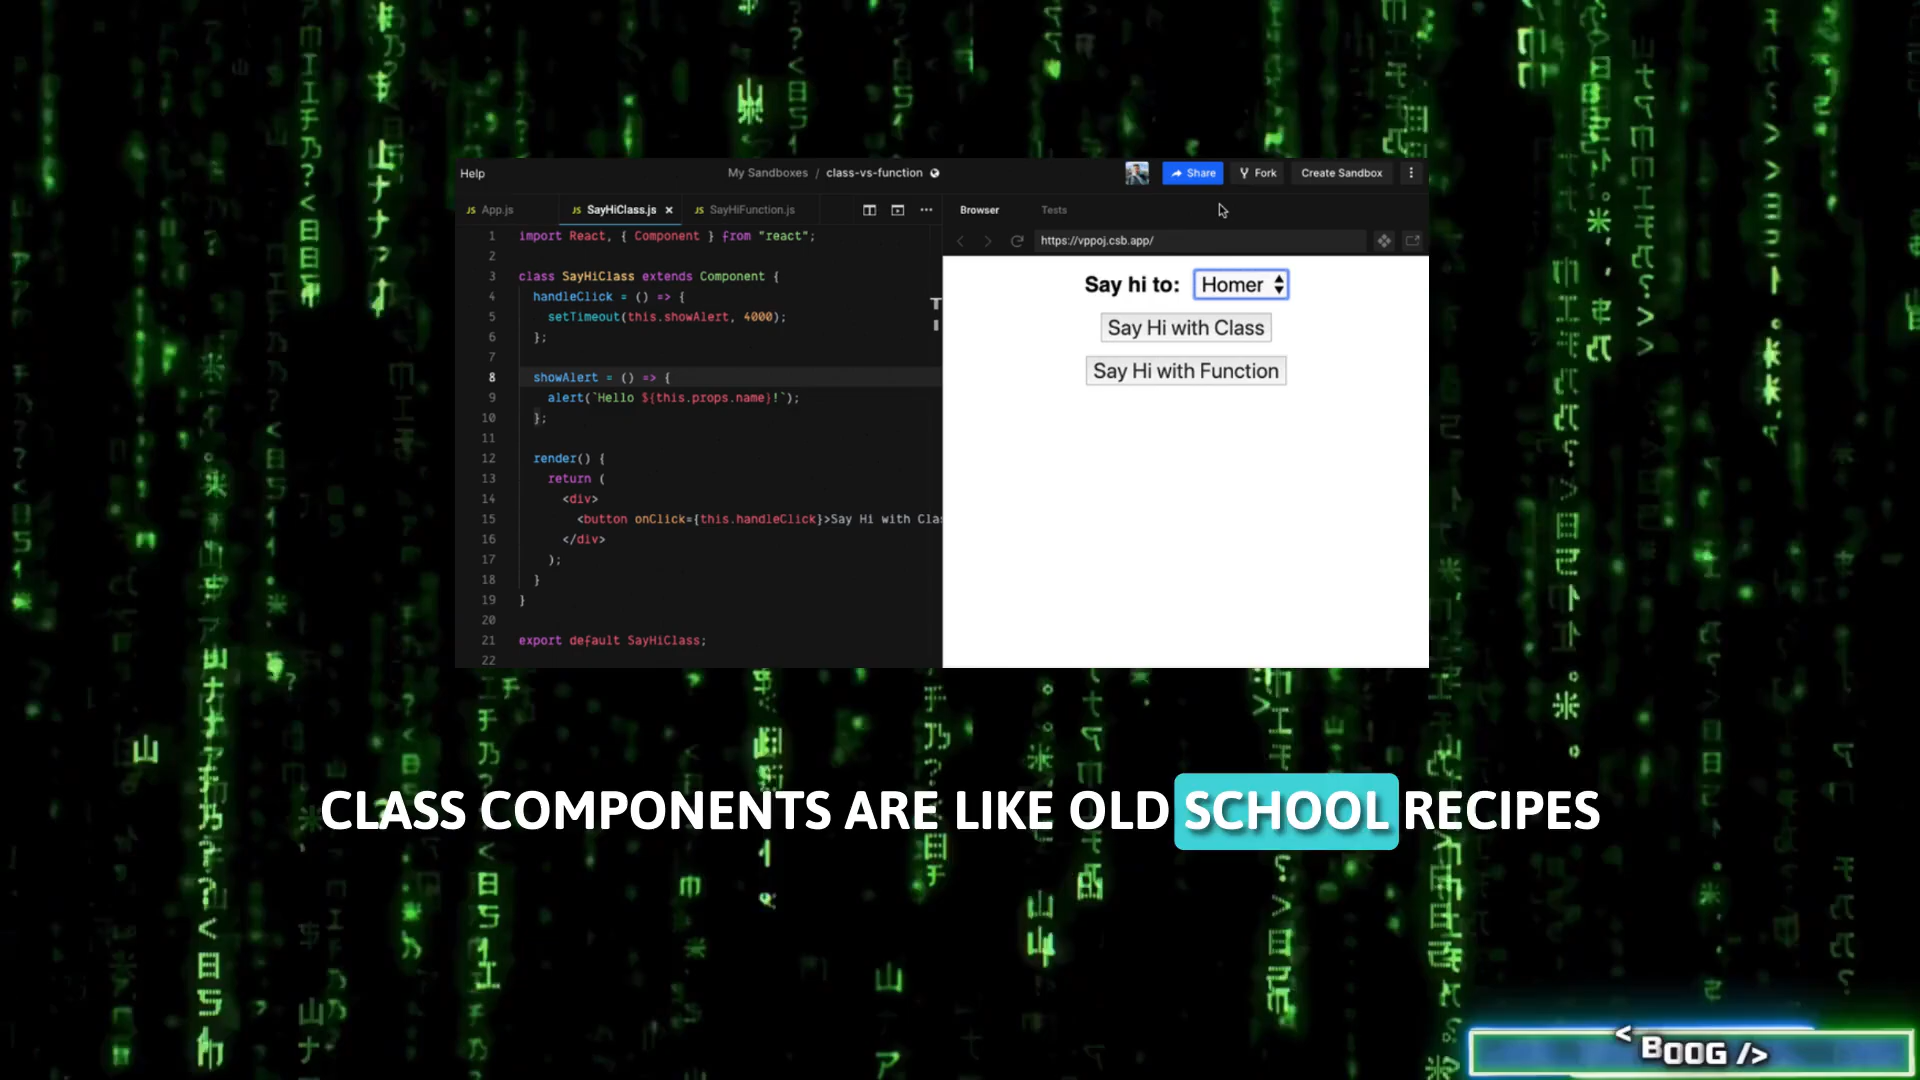 Help
My Sandboxes / class-vs-function
Share
Fork
Create Sandbox
JS App.js
JS SayHiClass.js ×
JS SayHiFunction.js
Browser
Tests
https://vppoj.csb.app/
1 import React, { Component } from "react";
2
3 class SayHiClass extends Component {
4 handleClick = () => {
5 setTimeout(this.showAlert, 4000);
6 };
7
8 showAlert = () => {
9 alert(`Hello ${this.props.name}!`);
10 };
11
12 render() {
13 return (
14 <div>
15 <button onClick={this.handleClick}>Say Hi with Clas
16 </div>
17 );
18 }
19 }
20
21 export default SayHiClass;
22
Say hi to: Homer
Say Hi with Class
Say Hi with Function
CLASS COMPONENTS ARE LIKE OLD SCHOOL RECIPES
< BOOG />